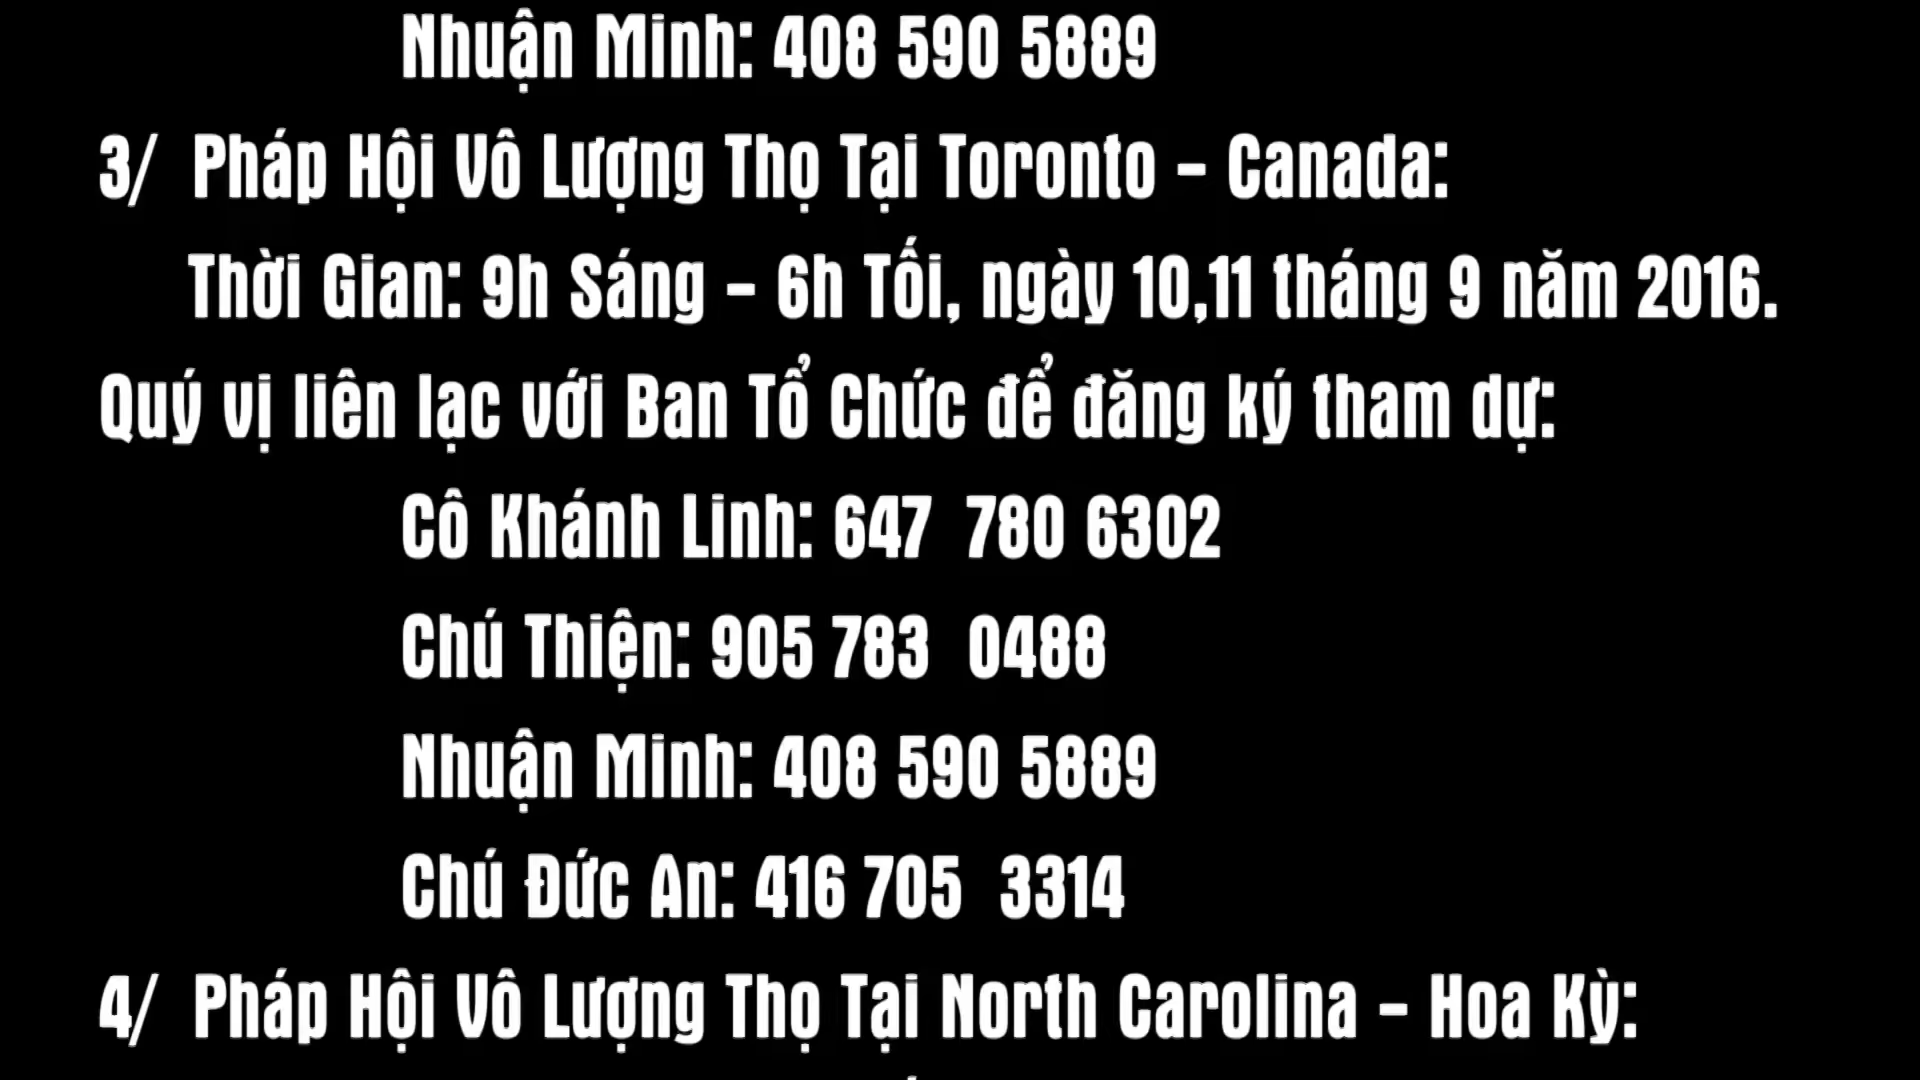 Nhuận Minh: 408 590 5889
3/ Pháp Hội Vô Lượng Thọ Tại Toronto - Canada:
Thời Gian: 9h Sáng - 6h Tối, ngày 10,11 tháng 9 năm 2016.
Quý vị liên lạc với Ban Tổ Chức để đăng ký tham dự:
Cô Khánh Linh: 647 780 6302
Chú Thiện: 905 783 0488
Nhuận Minh: 408 590 5889
Chú Đức An: 416 705 3314
4/ Pháp Hội Vô Lượng Thọ Tại North Carolina - Hoa Kỳ: